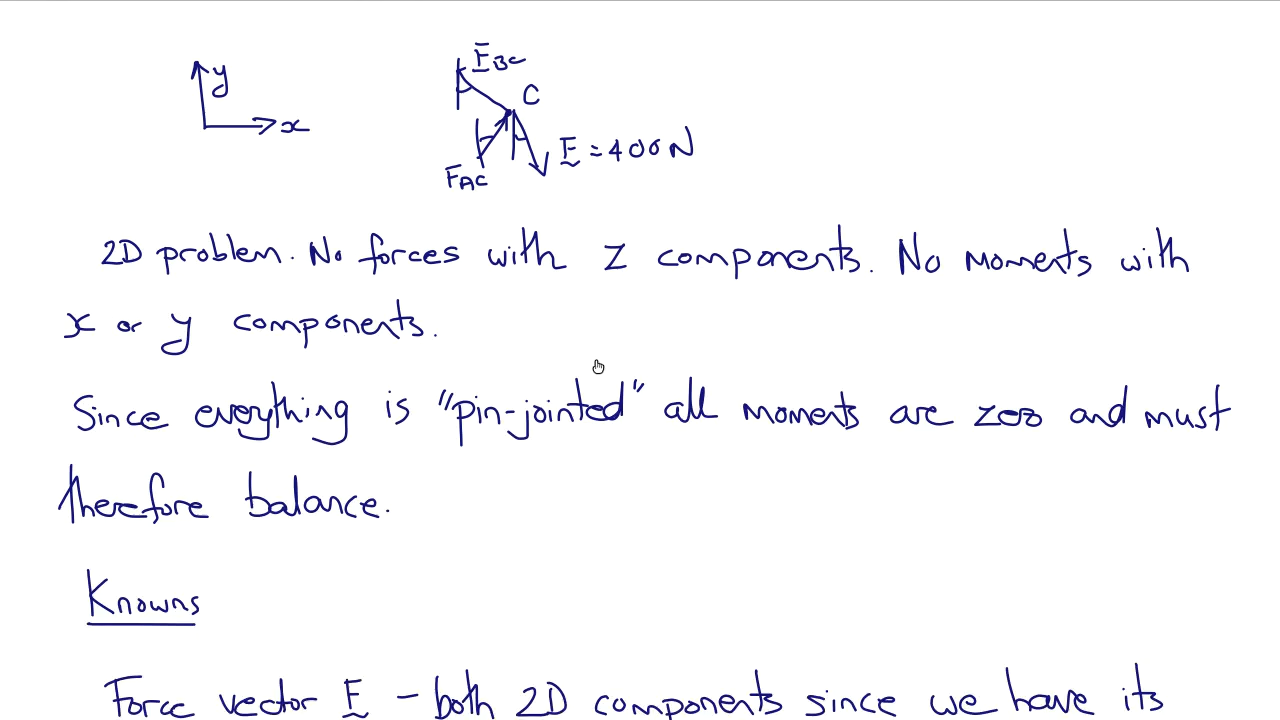 y
x
F_BC
C
F = 400N
F_AC
2D problem. No forces with z components. No moments with
x or y components.
Since everything is "pin-jointed" all moments are zero and must
therefore balance.
Knowns
Force vector F - both 2D components since we have its